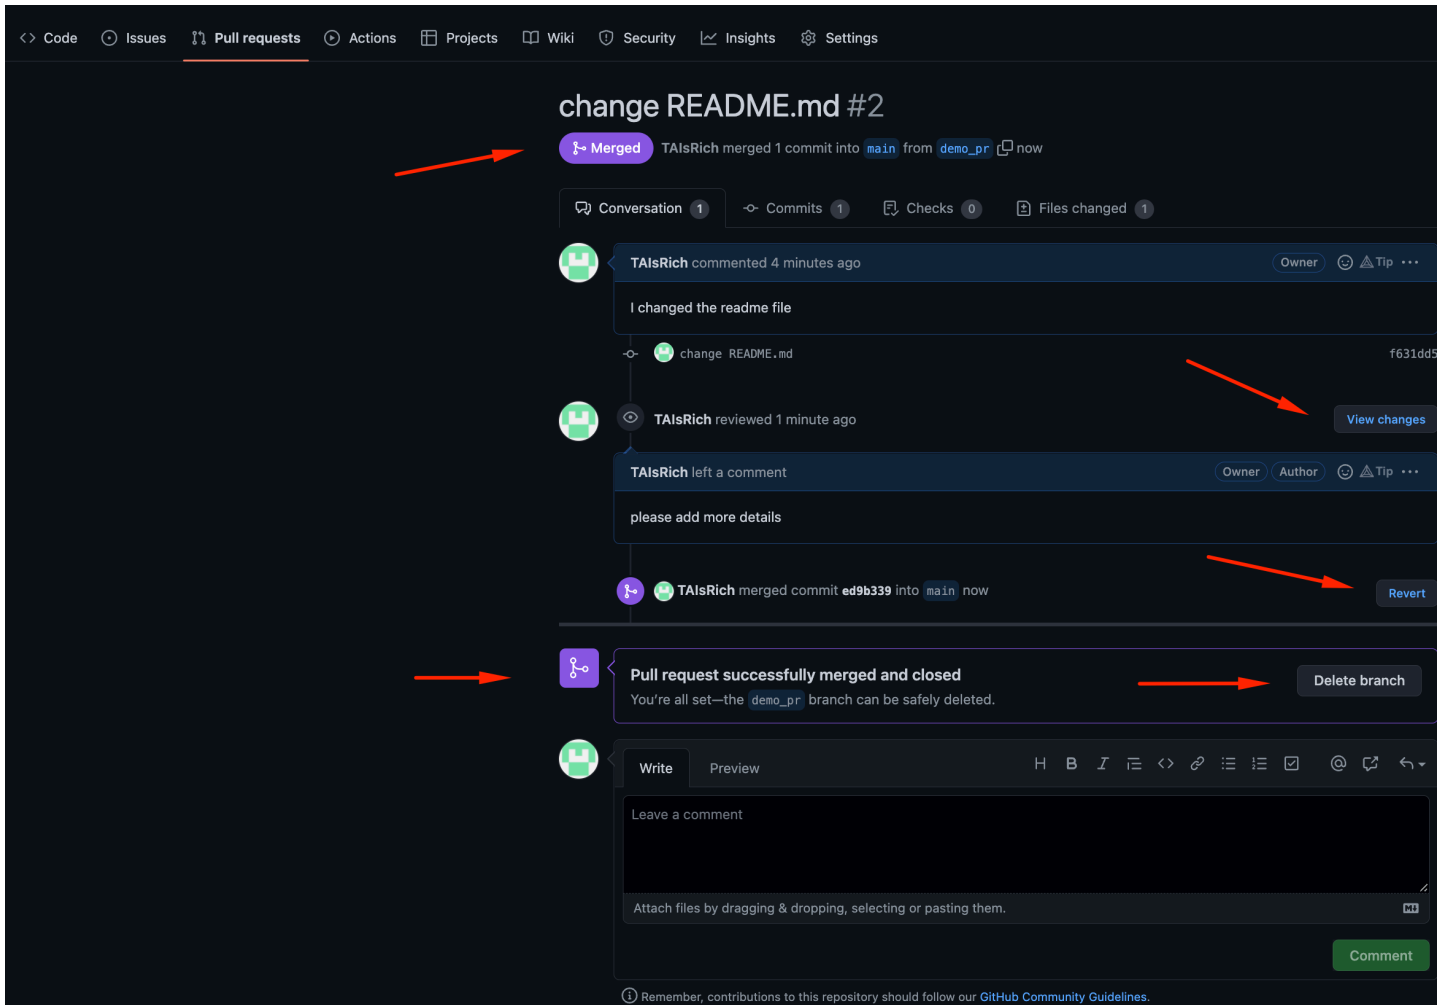 Code Issues Pull requests Actions Projects Wiki Security Insights Settings
change README.md #2
Merged TAIsRich merged 1 commit into main from demo_pr now
Conversation 1 Commits 1 Checks 0 Files changed 1
TAIsRich commented 4 minutes ago Owner Tip
I changed the readme file
change README.md f631dd5
TAIsRich reviewed 1 minute ago View changes
TAIsRich left a comment Owner Author Tip
please add more details
TAIsRich merged commit ed9b339 into main now Revert
Pull request successfully merged and closed
You're all set—the demo_pr branch can be safely deleted.
Delete branch
Write Preview H B I
Leave a comment
Attach files by dragging & dropping, selecting or pasting them.
Comment
Remember, contributions to this repository should follow our GitHub Community Guidelines.